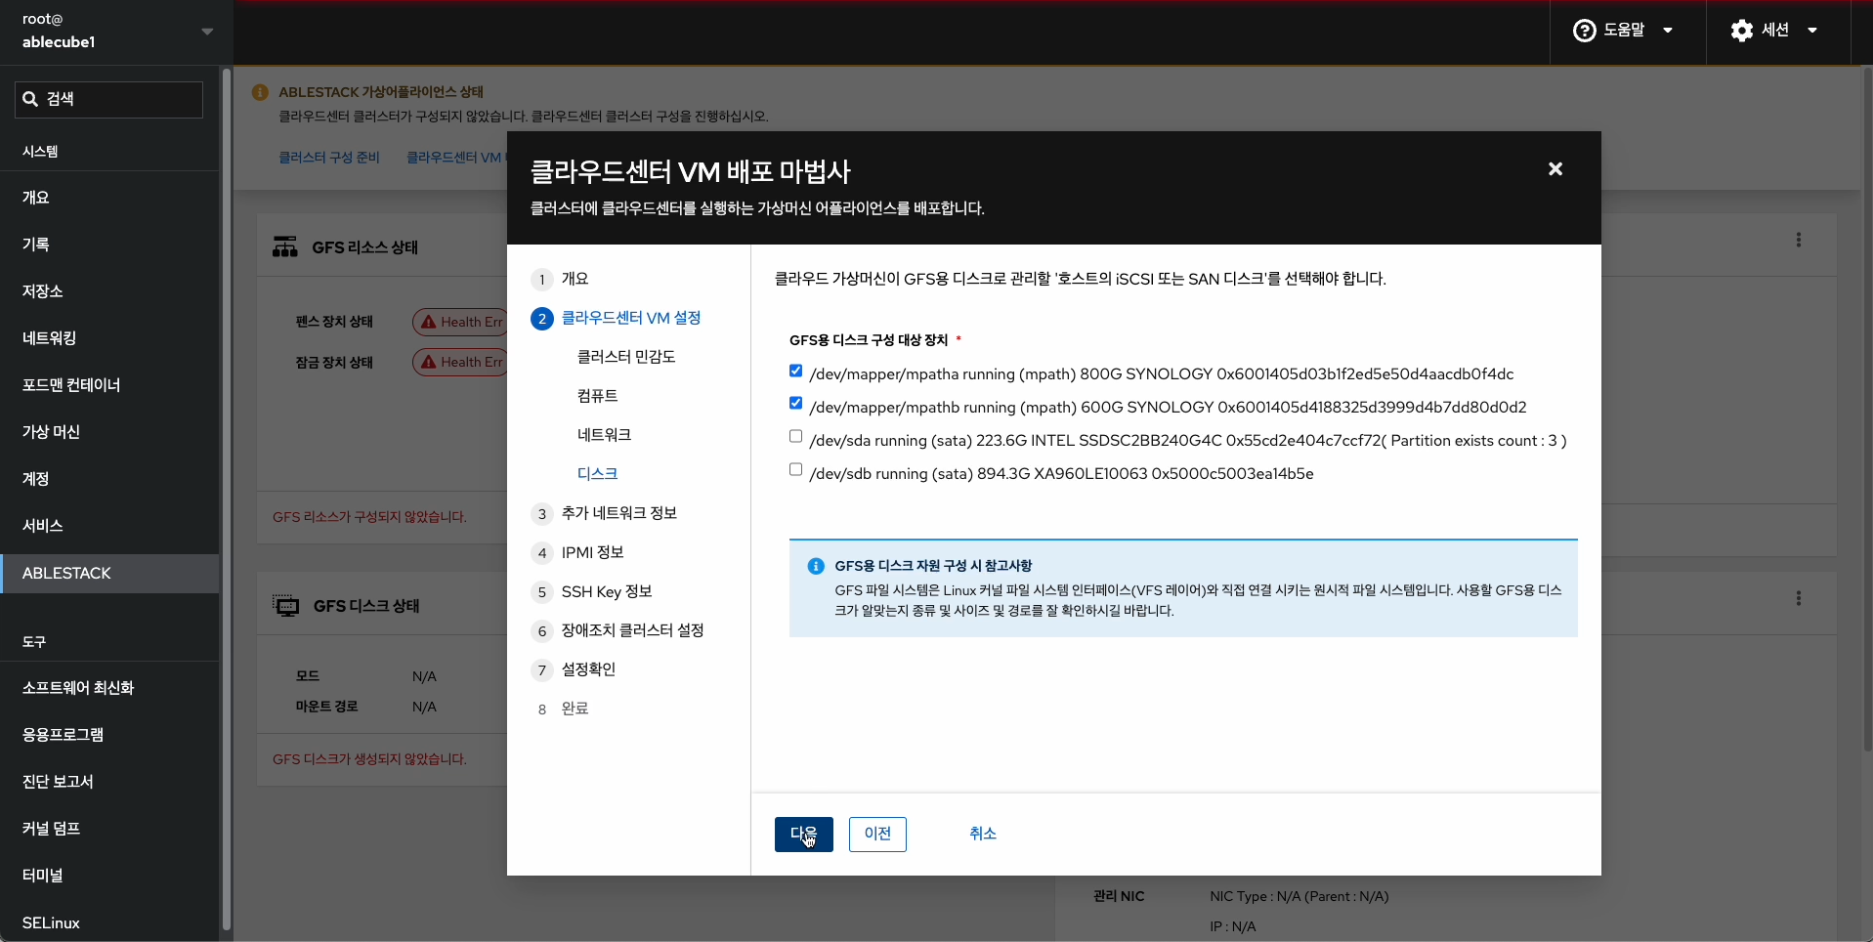 root@
ablecube1
도움말
세션
검색
시스템
개요
기록
저장소
네트워킹
포드맨 컨테이너
가상 머신
계정
서비스
ABLESTACK
도구
소프트웨어 최신화
응용프로그램
진단 보고서
커널 덤프
터미널
SELinux
ABLESTACK 가상어플라이언스 상태
클라우드센터 클러스터가 구성되지 않았습니다. 클라우드센터 클러스터 구성을 진행하십시오.
클러스터 구성 준비
클라우드센터 VM
GFS 리소스 상태
펜스 장치 상태
Health Err
잠금 장치 상태
Health Err
GFS 리소스가 구성되지 않았습니다.
GFS 디스크 상태
모드
N/A
마운트 경로
N/A
GFS 디스크가 생성되지 않았습니다.
클라우드센터 VM 배포 마법사
클러스터에 클라우드센터를 실행하는 가상머신 어플라이언스를 배포합니다.
1 개요
2 클라우드센터 VM 설정
클러스터 민감도
컴퓨트
네트워크
디스크
3 추가 네트워크 정보
4 IPMI 정보
5 SSH Key 정보
6 장애조치 클러스터 설정
7 설정확인
8 완료
클라우드 가상머신이 GFS용 디스크로 관리할 '호스트의 iSCSI 또는 SAN 디스크'를 선택해야 합니다.
GFS용 디스크 구성 대상 장치 *
/dev/mapper/mpatha running (mpath) 800G SYNOLOGY 0x6001405d03b1f2ed5e50d4aacdb0f4dc
/dev/mapper/mpathb running (mpath) 600G SYNOLOGY 0x6001405d4188325d3999d4b7dd80d0d2
/dev/sda running (sata) 223.6G INTEL SSDSC2BB240G4C 0x55cd2e404c7ccf72( Partition exists count : 3 )
/dev/sdb running (sata) 894.3G XA960LE10063 0x5000c5003ea14b5e
GFS용 디스크 자원 구성 시 참고사항
GFS 파일 시스템은 Linux 커널 파일 시스템 인터페이스(VFS 레이어)와 직접 연결 시키는 원시적 파일 시스템입니다. 사용할 GFS용 디스
크가 알맞는지 종류 및 사이즈 및 경로를 잘 확인하시길 바랍니다.
다음
이전
취소
관리 NIC
NIC Type : N/A (Parent : N/A)
IP : N/A